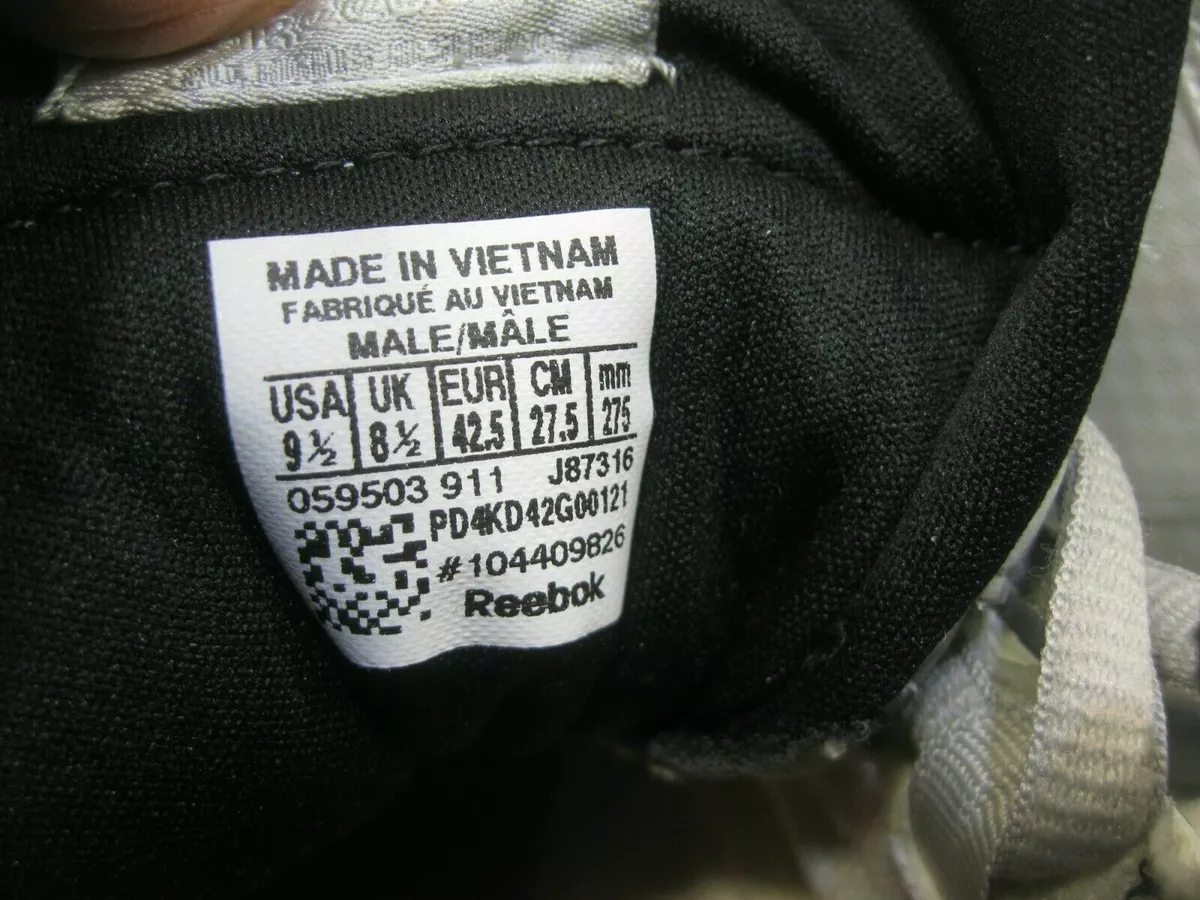 MADE IN VIETNAM
FABRIQUÉ AU VIETNAM
MALE/MÂLE
USA UK EUR CM mm
9 ½ 8 ½ 42.5 27.5 275
059503 911 J87316
PD4KD42G00121
#104409826
Reebok